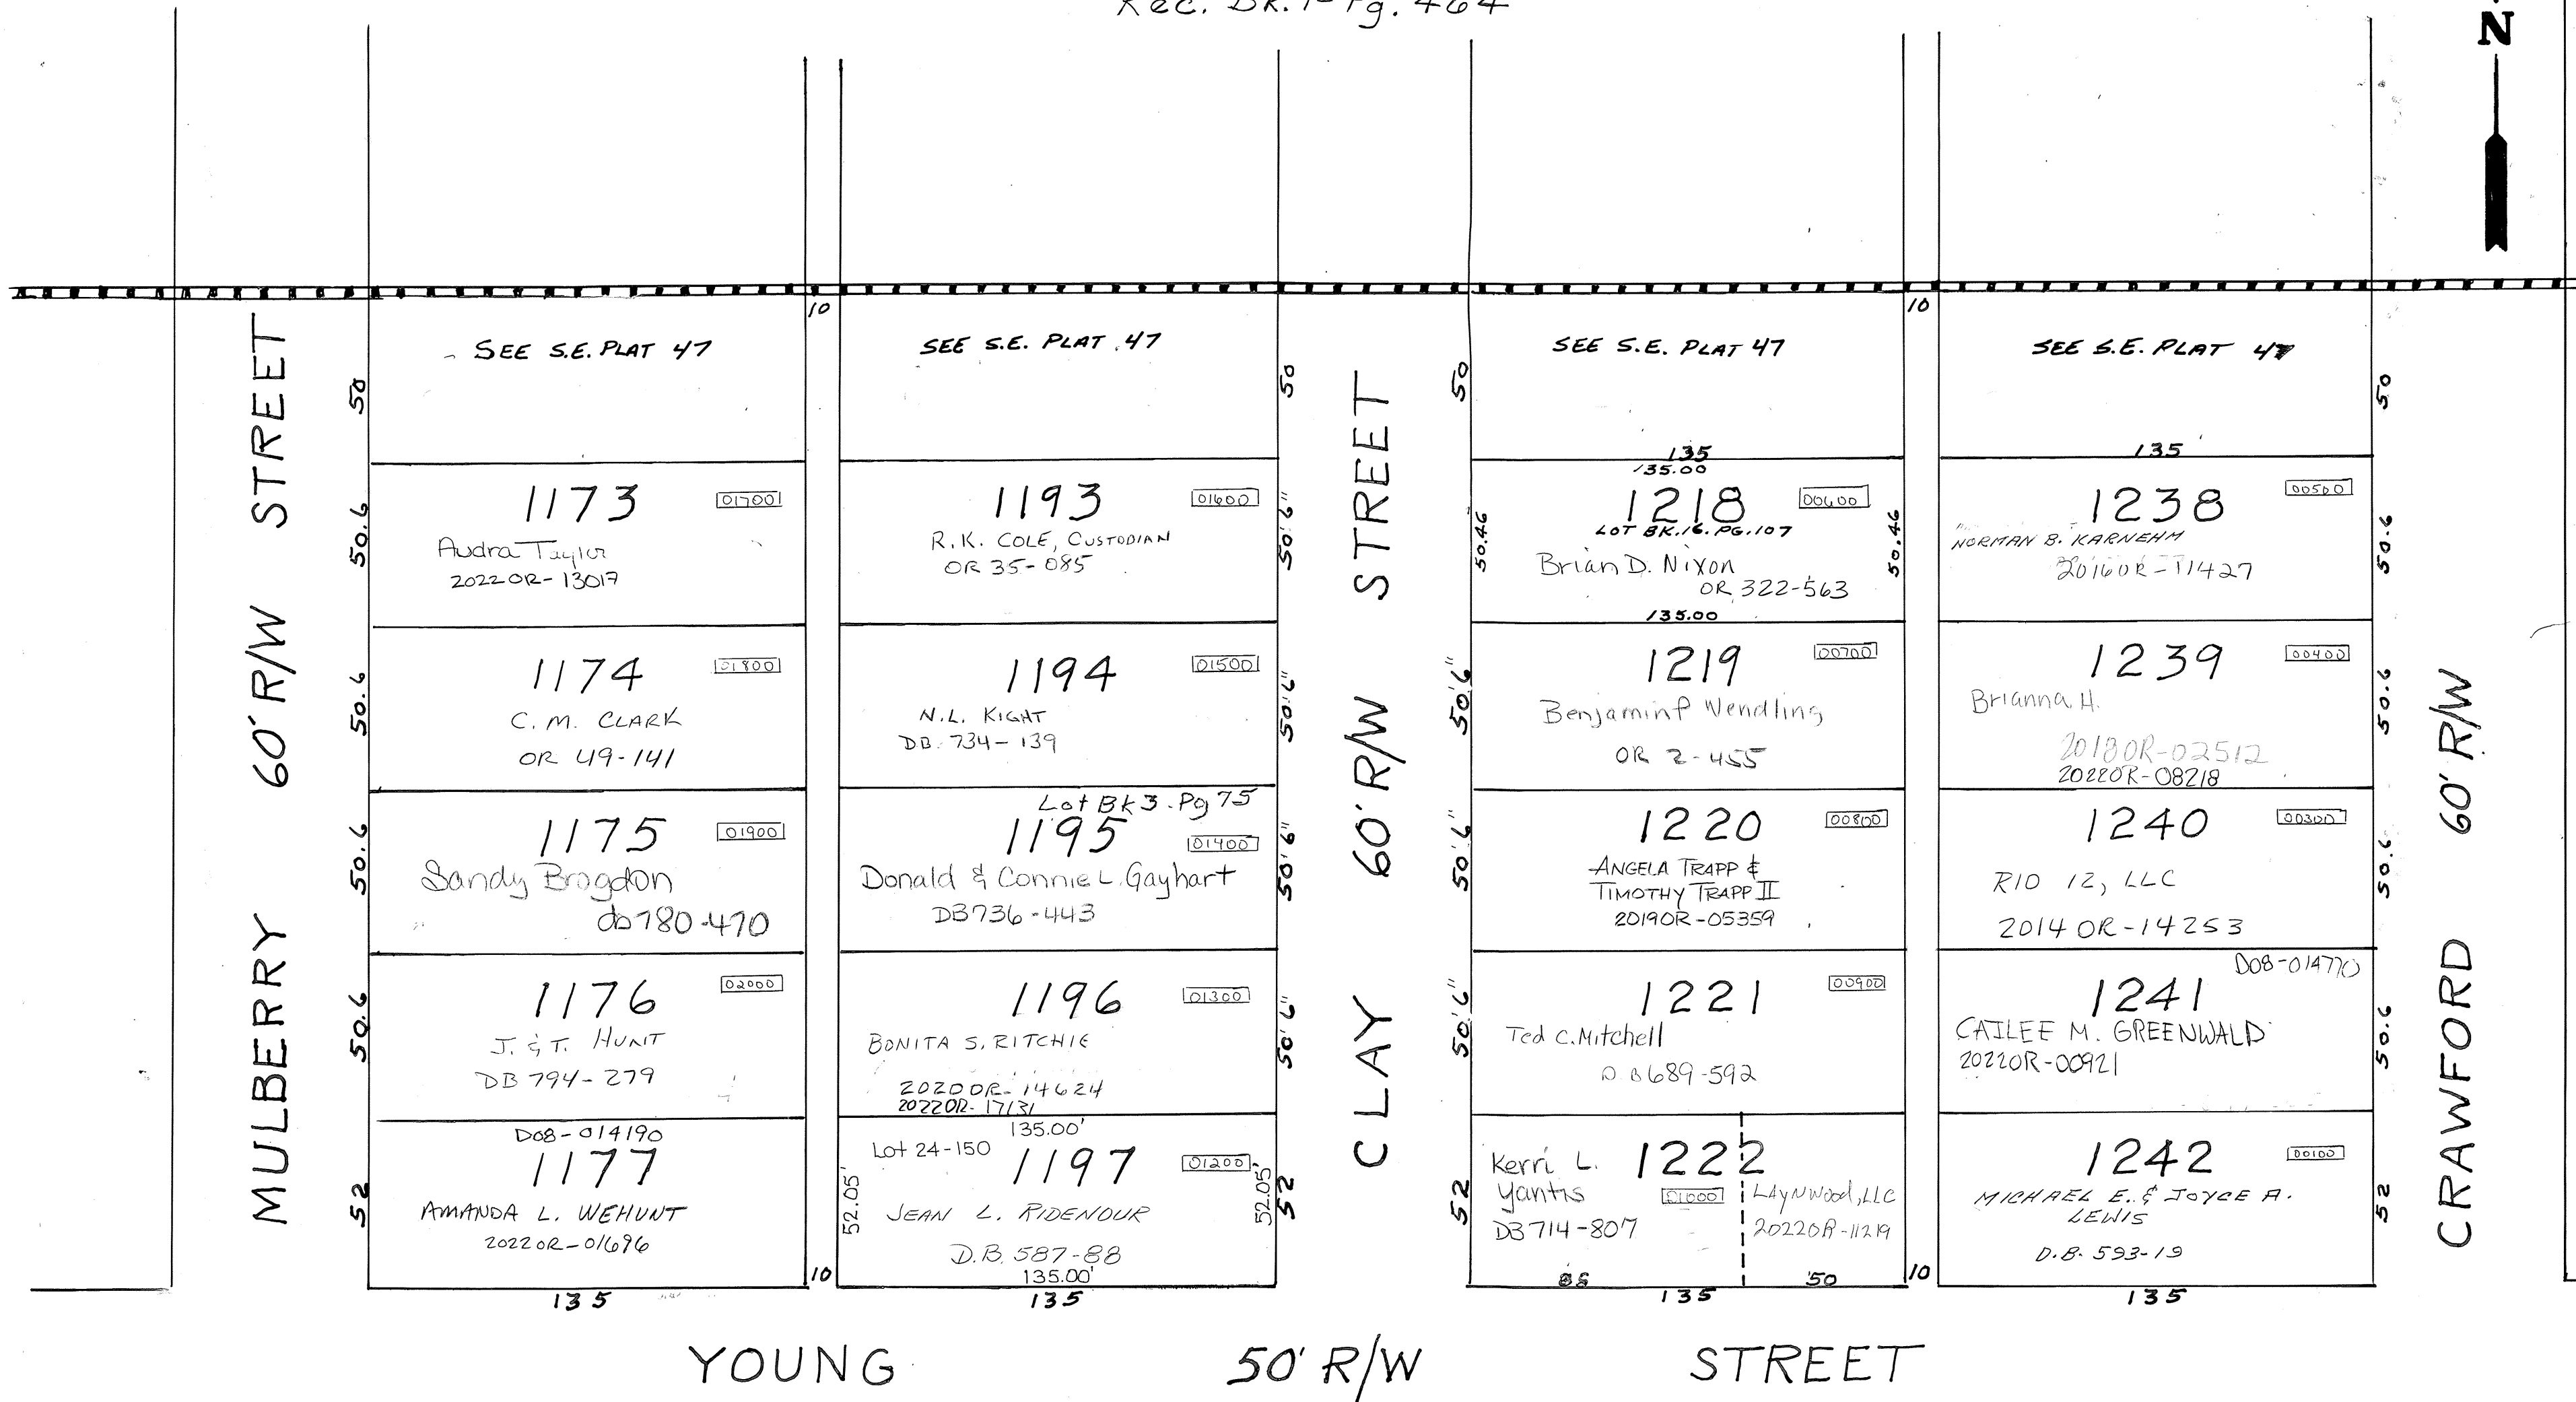 Rec. Bk. 1-Pg. 464
N
10
10
SEE S.E. PLAT 47
SEE S.E. PLAT 47
SEE S.E. PLAT 47
SEE S.E. PLAT 47
50
50
50
50
135
135
MULBERRY 60' R/W STREET
CLAY 60' R/W STREET
CRAWFORD 60' R/W
1173
01700
Audra Taylor
2022OR-13017
50.6
1174
01800
C. M. CLARK
OR 49-141
50.6
1175
01900
Sandy Brogdon
db 780-470
50.6
1176
02000
J. & T. HUNT
DB 794-279
50.6
D08-014190
1177
AMANDA L. WEHUNT
2022OR-01696
52
135
10
1193
01600
R.K. COLE, CUSTODIAN
OR 35-085
50'6"
1194
01500
N.L. KIGHT
DB. 734-139
50'6"
Lot BK 3-Pg 75
1195
01400
Donald & Connie L. Gayhart
DB736-443
50'6"
1196
01300
BONITA S. RITCHIE
2020OR-14624
2022OR-17131
50'6"
135.00'
Lot 24-150
1197
01200
52.05'
52.05'
52
JEAN L. RIDENOUR
D.B. 587-88
135.00'
135
135.00
1218
00600
LOT BK.16. PG.107
50.46
50.46
Brian D. Nixon
OR 322-563
135.00
1219
00700
Benjamin P Wendling
OR 2-455
50'6"
1220
00800
ANGELA TRAPP &
TIMOTHY TRAPP II
2019OR-05359
50'6"
1221
00900
Ted C. Mitchell
DB 689-592
50'6"
1222
Kerri L.
Yantis
01000
DB 714-807
LAYNWOOD, LLC
2022OR-11219
52
85
50
135
10
1238
00500
NORMAN B. KARNEHM
2016OR-11427
50.6
1239
00400
Brianna H.
2018OR-02512
2022OR-08218
50.6
1240
00300
RIO 12, LLC
2014OR-14253
50.6
D08-014770
1241
CAILEE M. GREENWALD
2022OR-00921
50.6
1242
00100
MICHAEL E. & JOYCE A.
LEWIS
D.B. 593-19
52
135
YOUNG 50' R/W STREET